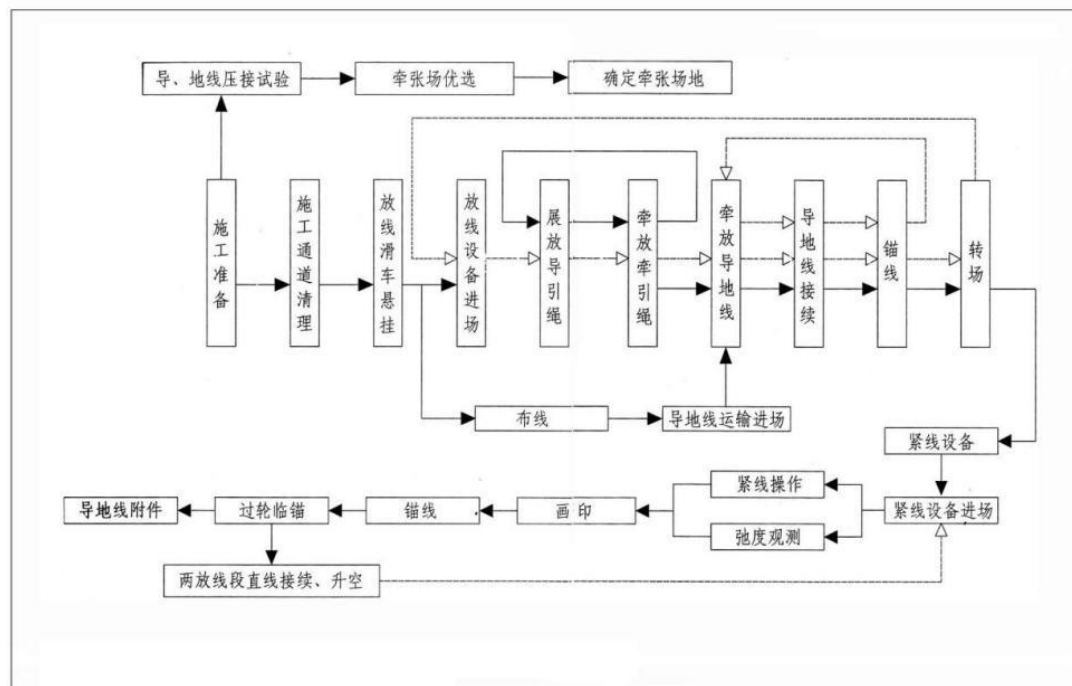 导、地线压接试验
牵张场优选
确定牵张场地
施工准备
施工通道清理
放线滑车悬挂
放线设备进场
展放导引绳
牵放牵引绳
牵放导地线
导地线接续
锚线
转场
布线
导地线运输进场
紧线设备
紧线操作
导地线附件
过轮临锚
锚线
画印
紧线设备进场
弛度观测
两放线段直线接续、升空